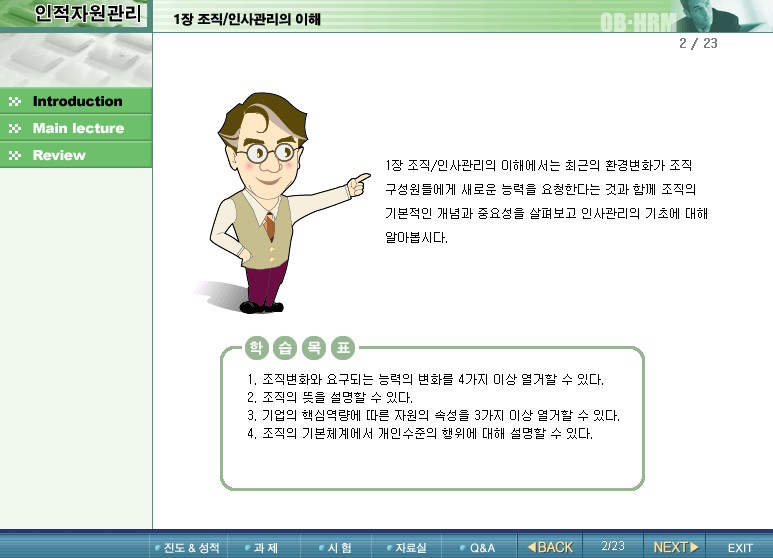 인적자원관리
1장 조직/인사관리의 이해
OB·HRM
2 / 23
Introduction
Main lecture
Review
1장 조직/인사관리의 이해에서는 최근의 환경변화가 조직
구성원들에게 새로운 능력을 요청한다는 것과 함께 조직의
기본적인 개념과 중요성을 살펴보고 인사관리의 기초에 대해
알아봅시다.
학습목표
1. 조직변화와 요구되는 능력의 변화를 4가지 이상 열거할 수 있다.
2. 조직의 뜻을 설명할 수 있다.
3. 기업의 핵심역량에 따른 자원의 속성을 3가지 이상 열거할 수 있다.
4. 조직의 기본체계에서 개인수준의 행위에 대해 설명할 수 있다.
진도 & 성적 과 제 시 험 자료실 Q&A BACK 2/23 NEXT EXIT